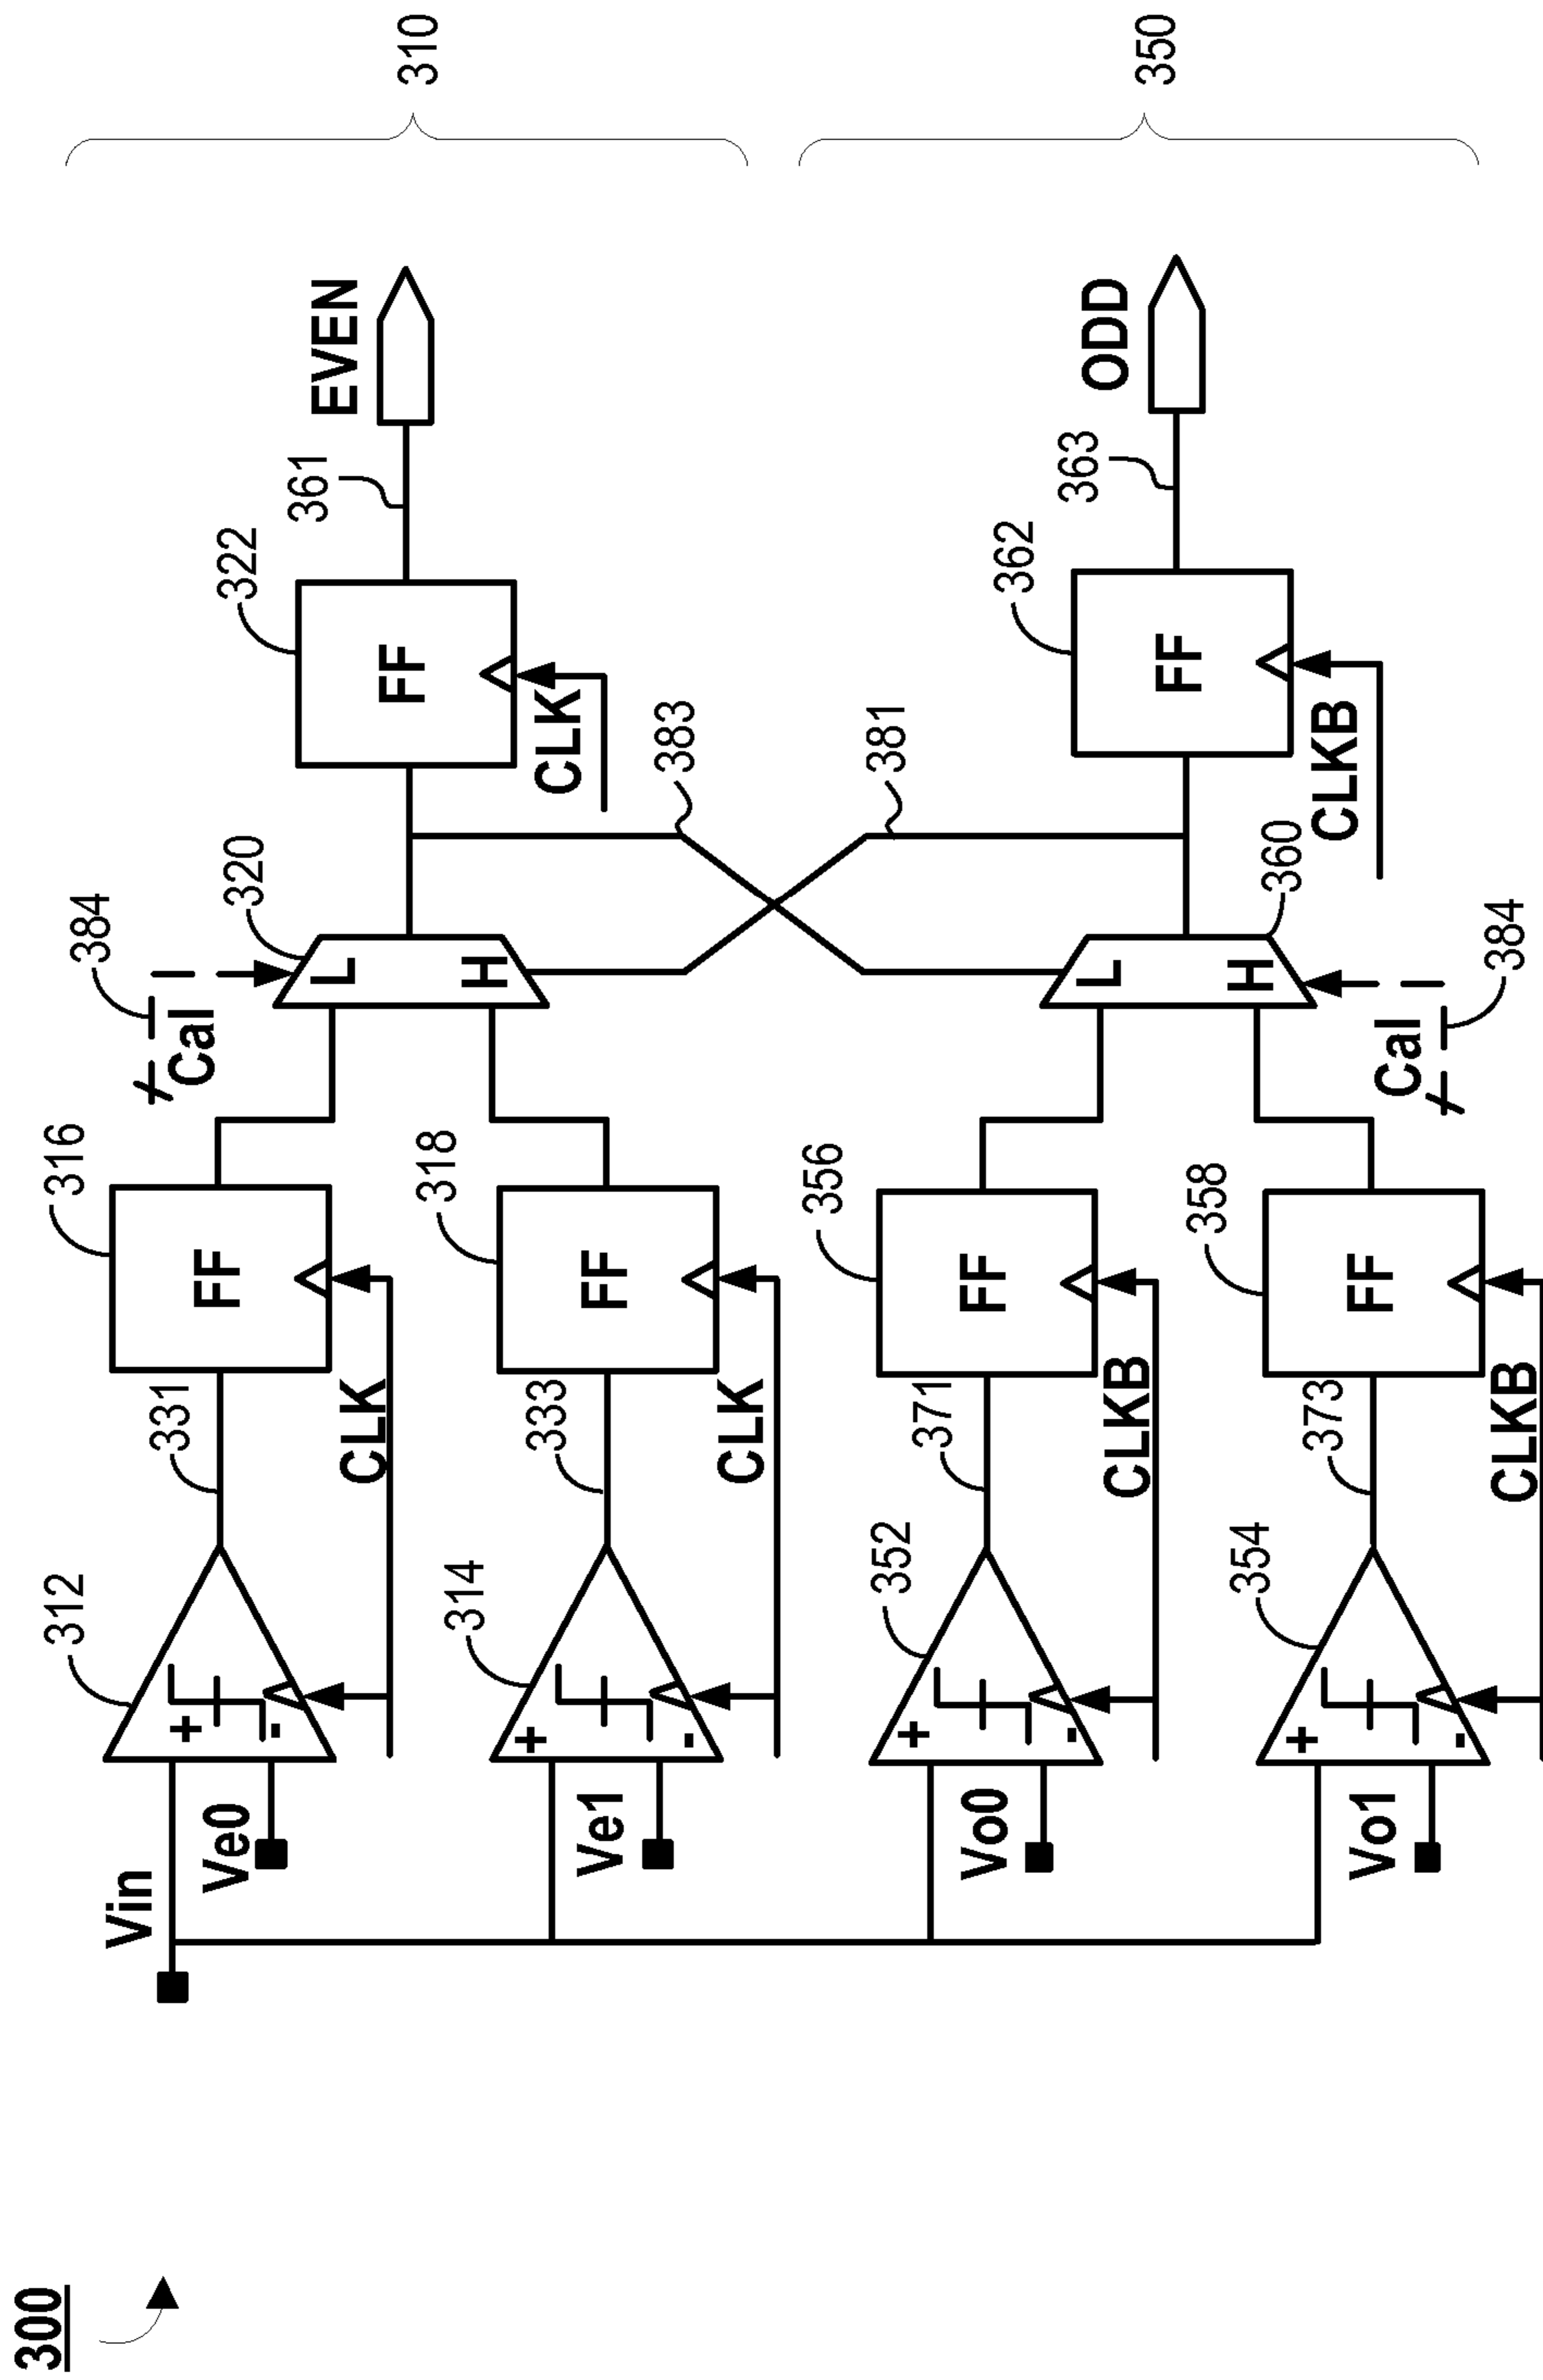 300
Vin
Ve0
312
+
-
331
CLK
316
FF
384
Cal
320
L
H
322
FF
CLK
361
EVEN
310
Ve1
314
+
-
333
CLK
318
FF
383
381
Vo0
352
+
-
371
CLKB
356
FF
L
H
360
Cal
384
362
FF
CLKB
363
ODD
350
Vo1
354
+
-
373
CLKB
358
FF